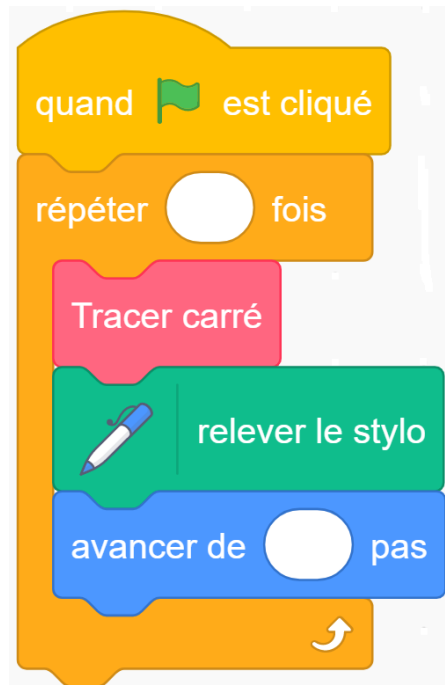 quand est cliqué
répéter fois
Tracer carré
relever le stylo
avancer de pas